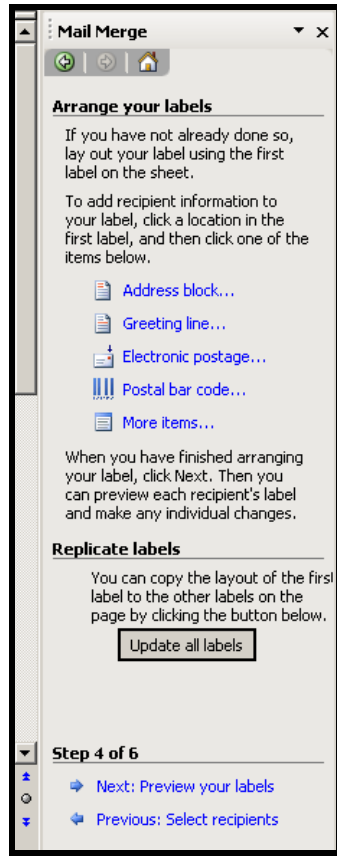 Mail Merge
Arrange your labels
If you have not already done so,
lay out your label using the first
label on the sheet.
To add recipient information to
your label, click a location in the
first label, and then click one of the
items below.
Address block...
Greeting line...
Electronic postage...
Postal bar code...
More items...
When you have finished arranging
your label, click Next. Then you
can preview each recipient's label
and make any individual changes.
Replicate labels
You can copy the layout of the first
label to the other labels on the
page by clicking the button below.
Update all labels
Step 4 of 6
Next: Preview your labels
Previous: Select recipients